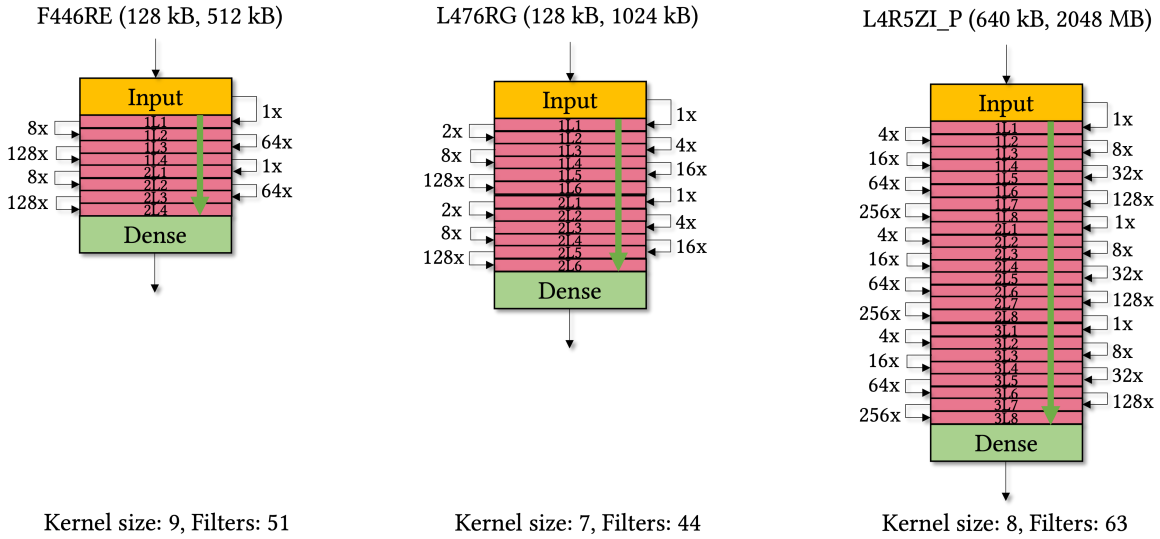 F446RE (128 kB, 512 kB)
Input
1x
1L1
8x
1L2
64x
1L3
128x
1L4
1x
2L1
8x
2L2
64x
2L3
128x
2L4
Dense
Kernel size: 9, Filters: 51
L476RG (128 kB, 1024 kB)
Input
1x
1L1
2x
1L2
4x
1L3
8x
1L4
16x
1L5
128x
1L6
1x
2L1
2x
2L2
4x
2L3
8x
2L4
16x
2L5
128x
2L6
Dense
Kernel size: 7, Filters: 44
L4R5ZI_P (640 kB, 2048 MB)
Input
1x
1L1
4x
1L2
8x
1L3
16x
1L4
32x
1L5
64x
1L6
128x
1L7
256x
1L8
1x
2L1
4x
2L2
8x
2L3
16x
2L4
32x
2L5
64x
2L6
128x
2L7
256x
2L8
1x
3L1
4x
3L2
8x
3L3
16x
3L4
32x
3L5
64x
3L6
128x
3L7
256x
3L8
Dense
Kernel size: 8, Filters: 63